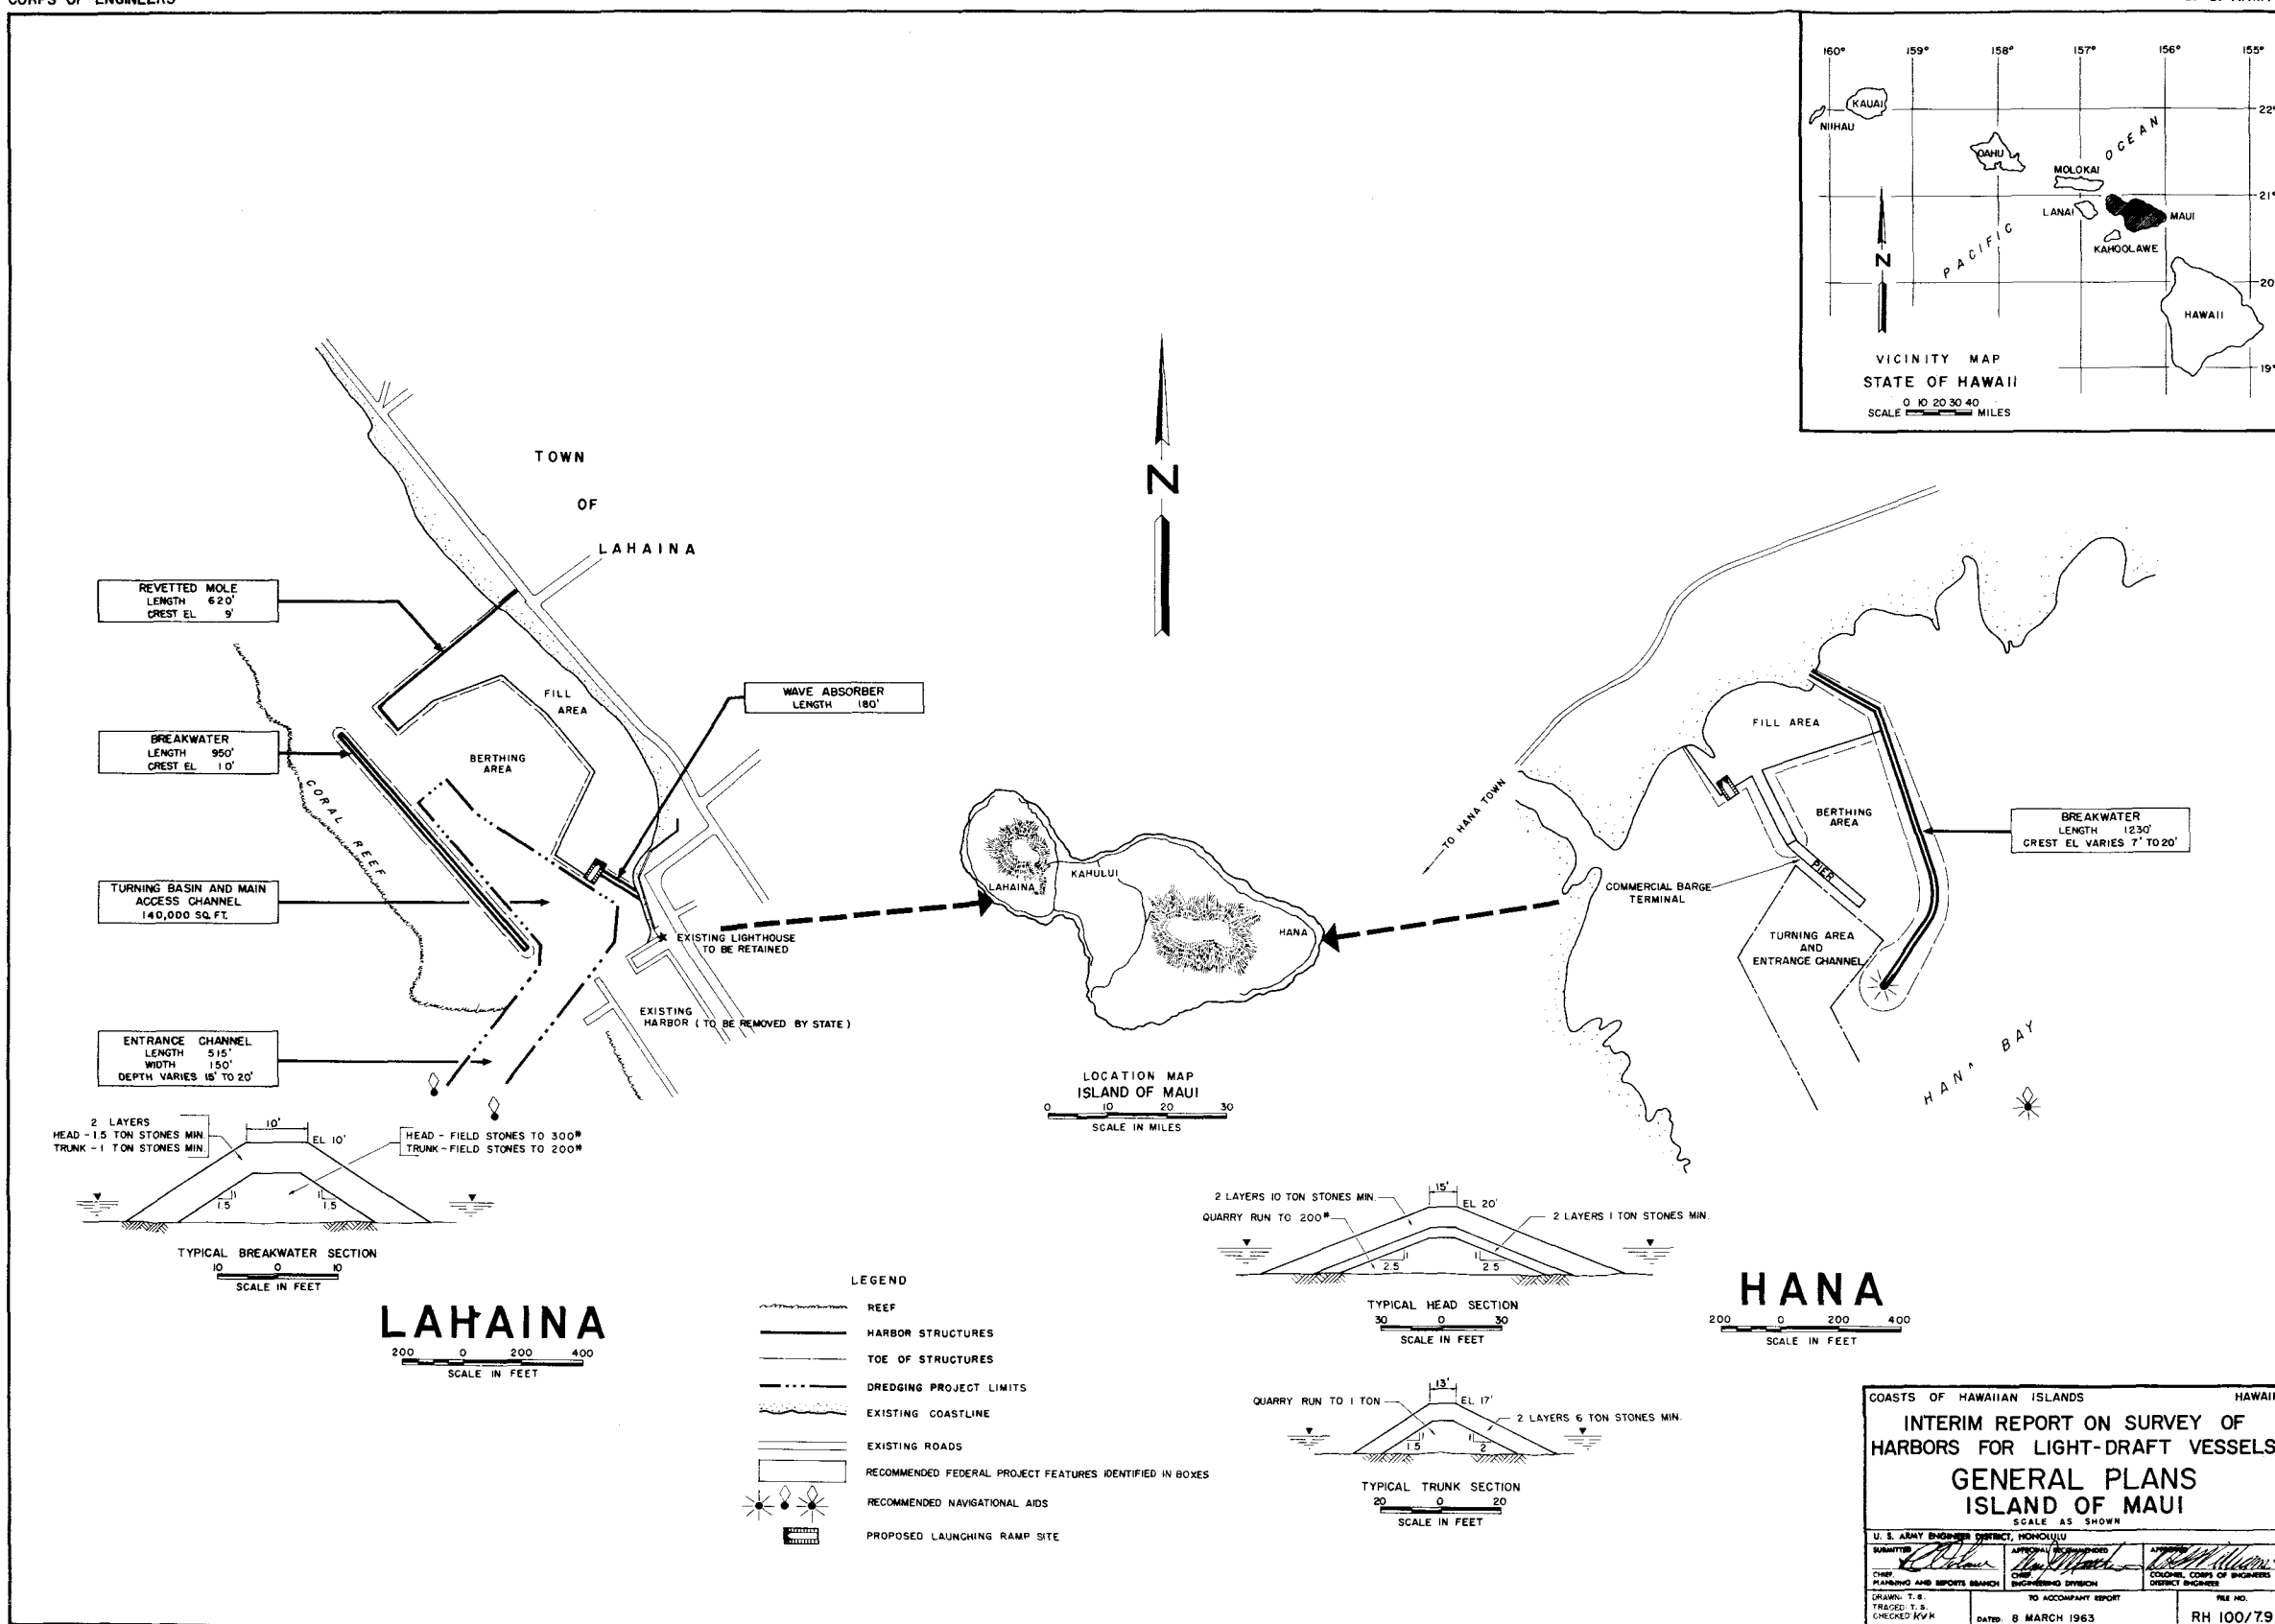 CORPS OF ENGINEERS
160° 159° 158° 157° 156° 155°
22°
21°
20°
19°
KAUAI
NIIHAU
OAHU
MOLOKAI
LANAI
MAUI
KAHOOLAWE
HAWAII
PACIFIC OCEAN
N
VICINITY MAP
STATE OF HAWAII
0 10 20 30 40
SCALE MILES
TOWN
OF
LAHAINA
N
REVETTED MOLE
LENGTH 620'
CREST EL 9'
BREAKWATER
LENGTH 950'
CREST EL 10'
TURNING BASIN AND MAIN
ACCESS CHANNEL
140,000 SQ. FT.
ENTRANCE CHANNEL
LENGTH 515'
WIDTH 150'
DEPTH VARIES 15' TO 20'
WAVE ABSORBER
LENGTH 180'
FILL
AREA
BERTHING
AREA
CORAL REEF
EXISTING LIGHTHOUSE
TO BE RETAINED
EXISTING
HARBOR (TO BE REMOVED BY STATE)
LAHAINA
KAHULUI
HANA
LOCATION MAP
ISLAND OF MAUI
0 10 20 30
SCALE IN MILES
TO HANA TOWN
FILL AREA
BERTHING
AREA
PIER
COMMERCIAL BARGE
TERMINAL
TURNING AREA
AND
ENTRANCE CHANNEL
BREAKWATER
LENGTH 1230'
CREST EL VARIES 7' TO 20'
HANA BAY
2 LAYERS
HEAD - 1.5 TON STONES MIN.
TRUNK - 1 TON STONES MIN.
10'
EL 10'
HEAD - FIELD STONES TO 300#
TRUNK - FIELD STONES TO 200#
1
1.5
1
1.5
TYPICAL BREAKWATER SECTION
10 0 10
SCALE IN FEET
LAHAINA
200 0 200 400
SCALE IN FEET
LEGEND
REEF
HARBOR STRUCTURES
TOE OF STRUCTURES
DREDGING PROJECT LIMITS
EXISTING COASTLINE
EXISTING ROADS
RECOMMENDED FEDERAL PROJECT FEATURES IDENTIFIED IN BOXES
RECOMMENDED NAVIGATIONAL AIDS
PROPOSED LAUNCHING RAMP SITE
2 LAYERS 10 TON STONES MIN.
QUARRY RUN TO 200#
15'
EL 20'
2 LAYERS 1 TON STONES MIN.
1
2.5
1
2.5
TYPICAL HEAD SECTION
30 0 30
SCALE IN FEET
QUARRY RUN TO 1 TON
13'
EL 17'
2 LAYERS 6 TON STONES MIN.
1
1.5
1
2
TYPICAL TRUNK SECTION
20 0 20
SCALE IN FEET
HANA
200 0 200 400
SCALE IN FEET
COASTS OF HAWAIIAN ISLANDS HAWAII
INTERIM REPORT ON SURVEY OF
HARBORS FOR LIGHT-DRAFT VESSELS
GENERAL PLANS
ISLAND OF MAUI
SCALE AS SHOWN
U. S. ARMY ENGINEER DISTRICT, HONOLULU
SUBMITTED
APPROVAL RECOMMENDED
APPROVED
CHIEF,
PLANNING AND REPORTS BRANCH
CHIEF,
ENGINEERING DIVISION
COLONEL, CORPS OF ENGINEERS
DISTRICT ENGINEER
DRAWN: T. S.
TRACED: T. S.
CHECKED:
TO ACCOMPANY REPORT
DATED: 8 MARCH 1963
FILE NO.
RH 100/7.9